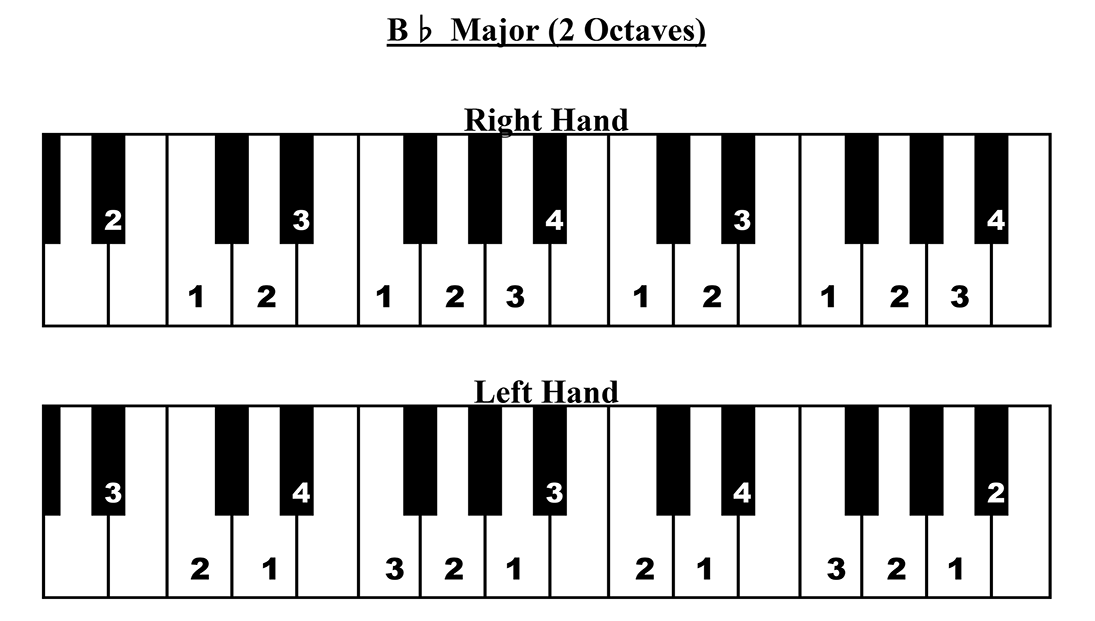 B♭ Major (2 Octaves)
Right Hand
2 3 4 3 4
1 2 1 2 3 1 2 1 2 3
Left Hand
3 4 3 4 2
2 1 3 2 1 2 1 3 2 1